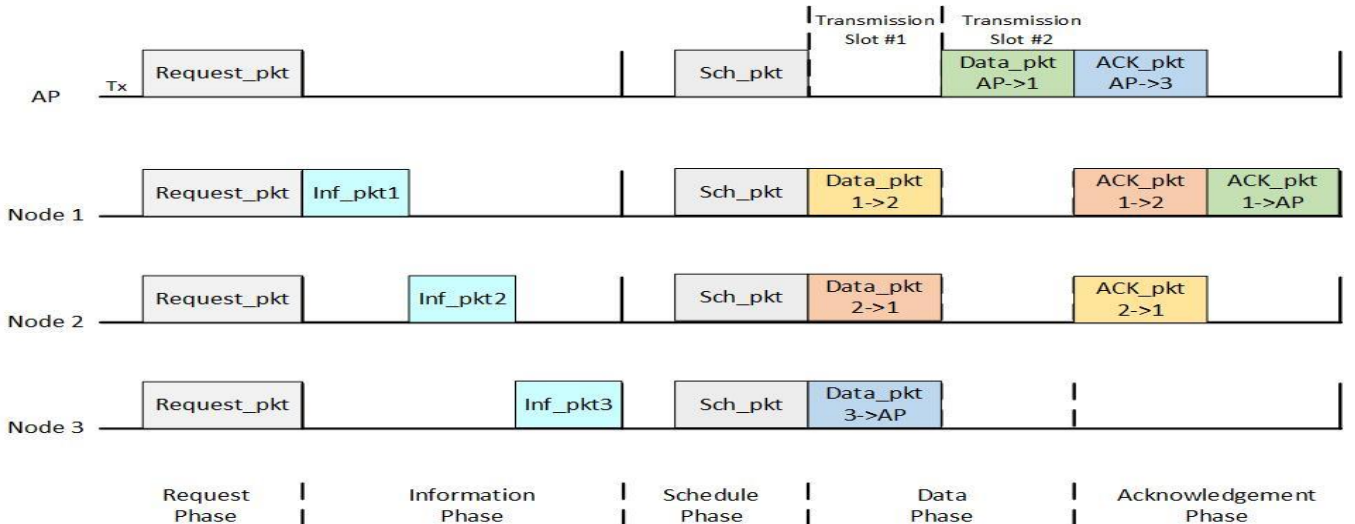 Transmission Transmission
Slot #1 Slot #2
AP Tx Request_pkt Sch_pkt Data_pkt ACK_pkt
AP->1 AP->3
Node 1 Request_pkt Inf_pkt1 Sch_pkt Data_pkt ACK_pkt ACK_pkt
1->2 1->2 1->AP
Node 2 Request_pkt Inf_pkt2 Sch_pkt Data_pkt ACK_pkt
2->1 2->1
Node 3 Request_pkt Inf_pkt3 Sch_pkt Data_pkt
3->AP
Request Information Schedule Data Acknowledgement
Phase Phase Phase Phase Phase